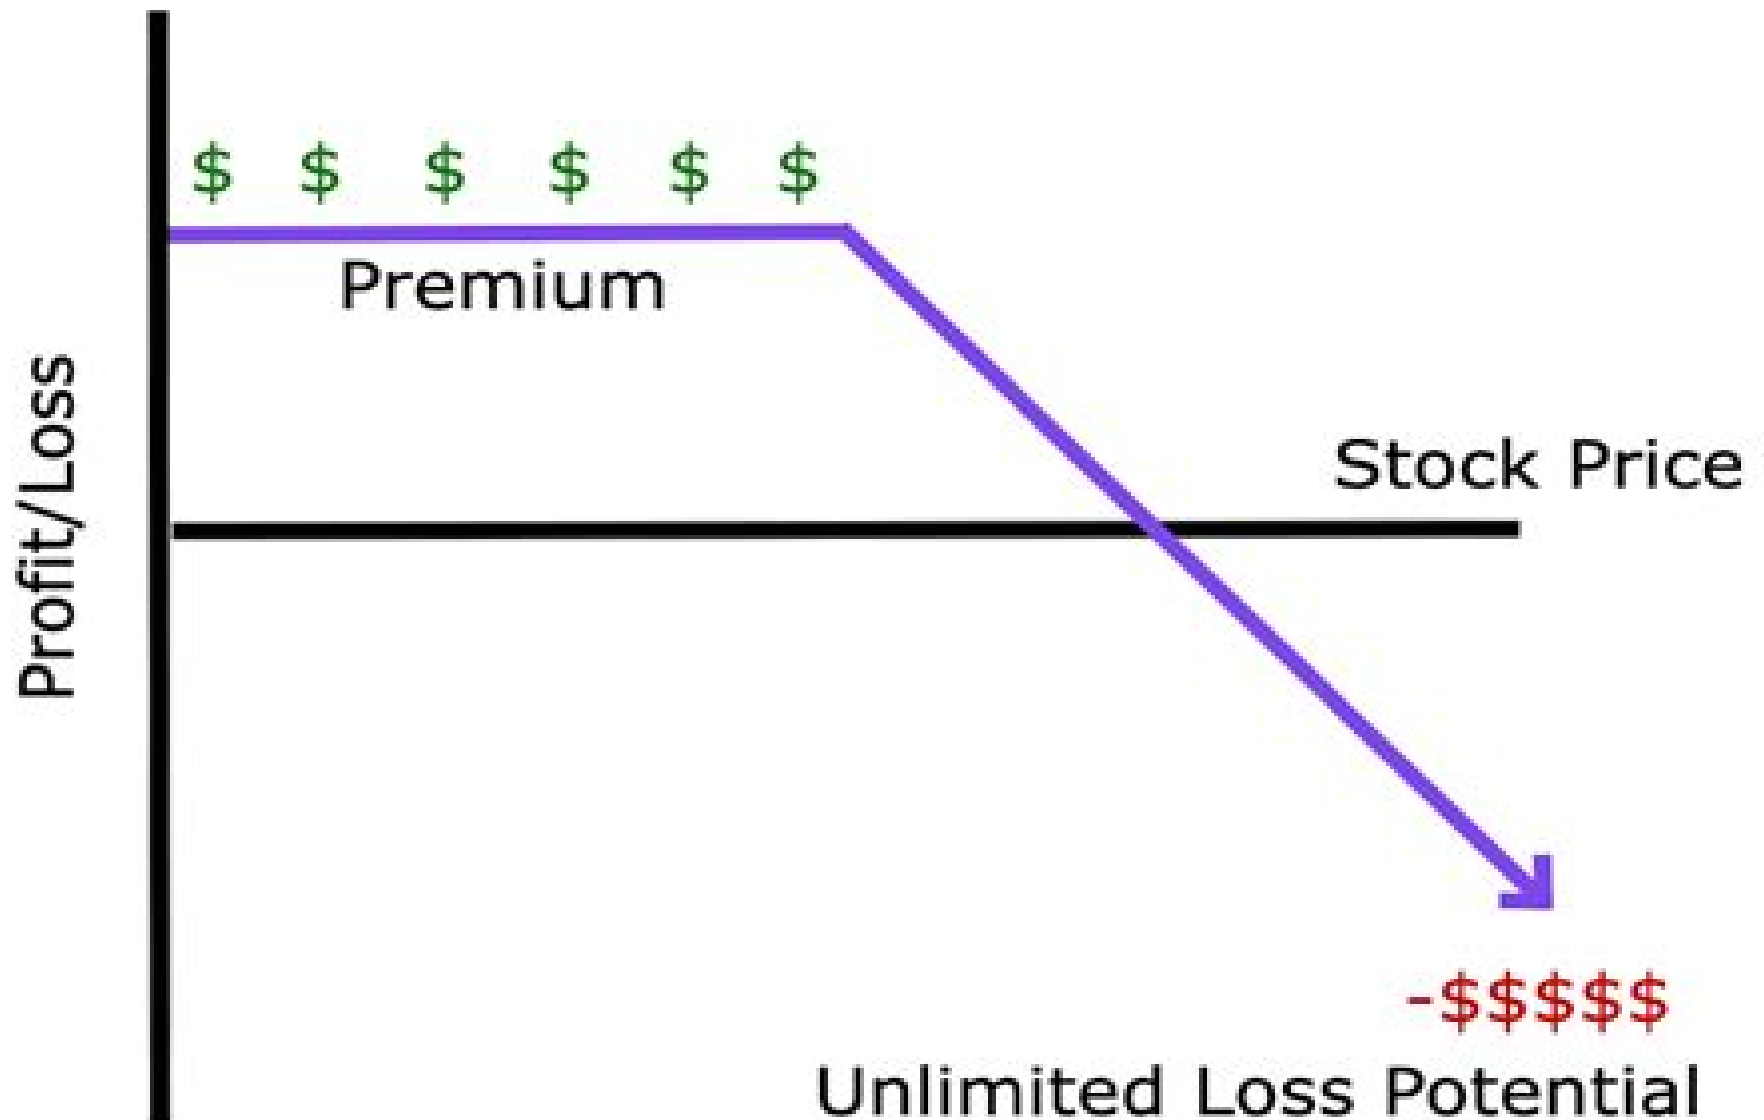 $ $ $ $ $ $
Premium
Profit/Loss
Stock Price
-$$$$$
Unlimited Loss Potential